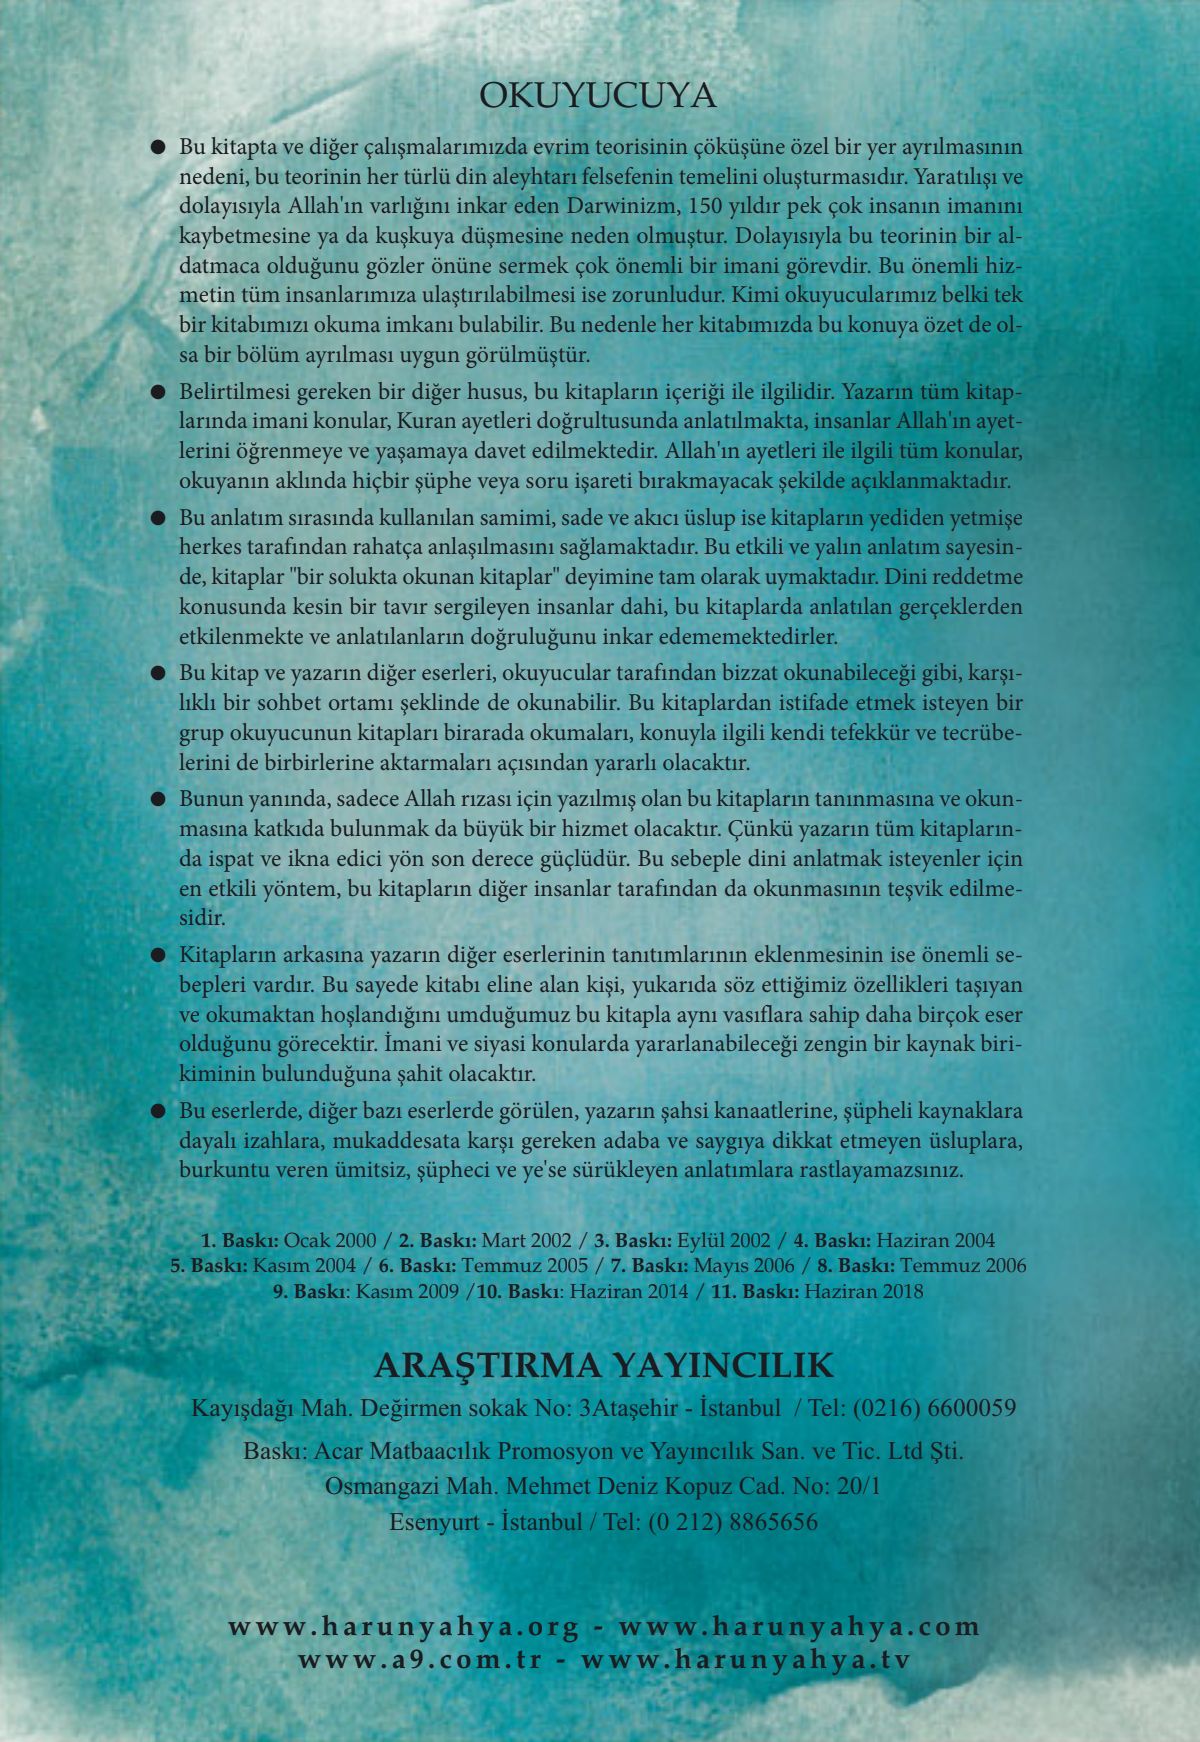 OKUYUCUYA
● Bu kitapta ve diğer çalışmalarımızda evrim teorisinin çöküşüne özel bir yer ayrılmasının
nedeni, bu teorinin her türlü din aleyhtarı felsefenin temelini oluşturmasıdır. Yaratılışı ve
dolayısıyla Allah'ın varlığını inkar eden Darwinizm, 150 yıldır pek çok insanın imanını
kaybetmesine ya da kuşkuya düşmesine neden olmuştur. Dolayısıyla bu teorinin bir al-
datmaca olduğunu gözler önüne sermek çok önemli bir imani görevdir. Bu önemli hiz-
metin tüm insanlarımıza ulaştırılabilmesi ise zorunludur. Kimi okuyucularımız belki tek
bir kitabımızı okuma imkanı bulabilir. Bu nedenle her kitabımızda bu konuya özet de ol-
sa bir bölüm ayrılması uygun görülmüştür.
● Belirtilmesi gereken bir diğer husus, bu kitapların içeriği ile ilgilidir. Yazarın tüm kitap-
larında imani konular, Kuran ayetleri doğrultusunda anlatılmakta, insanlar Allah'ın ayet-
lerini öğrenmeye ve yaşamaya davet edilmektedir. Allah'ın ayetleri ile ilgili tüm konular,
okuyanın aklında hiçbir şüphe veya soru işareti bırakmayacak şekilde açıklanmaktadır.
● Bu anlatım sırasında kullanılan samimi, sade ve akıcı üslup ise kitapların yediden yetmişe
herkes tarafından rahatça anlaşılmasını sağlamaktadır. Bu etkili ve yalın anlatım sayesin-
de, kitaplar "bir solukta okunan kitaplar" deyimine tam olarak uymaktadır. Dini reddetme
konusunda kesin bir tavır sergileyen insanlar dahi, bu kitaplarda anlatılan gerçeklerden
etkilenmekte ve anlatılanların doğruluğunu inkar edememektedirler.
● Bu kitap ve yazarın diğer eserleri, okuyucular tarafından bizzat okunabileceği gibi, karşı-
lıklı bir sohbet ortamı şeklinde de okunabilir. Bu kitaplardan istifade etmek isteyen bir
grup okuyucunun kitapları birarada okumaları, konuyla ilgili kendi tefekkür ve tecrübe-
lerini de birbirlerine aktarmaları açısından yararlı olacaktır.
● Bunun yanında, sadece Allah rızası için yazılmış olan bu kitapların tanınmasına ve okun-
masına katkıda bulunmak da büyük bir hizmet olacaktır. Çünkü yazarın tüm kitapların-
da ispat ve ikna edici yön son derece güçlüdür. Bu sebeple dini anlatmak isteyenler için
en etkili yöntem, bu kitapların diğer insanlar tarafından da okunmasının teşvik edilme-
sidir.
● Kitapların arkasına yazarın diğer eserlerinin tanıtımlarının eklenmesinin ise önemli se-
bepleri vardır. Bu sayede kitabı eline alan kişi, yukarıda söz ettiğimiz özellikleri taşıyan
ve okumaktan hoşlandığını umduğumuz bu kitapla aynı vasıflara sahip daha birçok eser
olduğunu görecektir. İmani ve siyasi konularda yararlanabileceği zengin bir kaynak biri-
kiminin bulunduğuna şahit olacaktır.
● Bu eserlerde, diğer bazı eserlerde görülen, yazarın şahsi kanaatlerine, şüpheli kaynaklara
dayalı izahlara, mukaddesata karşı gereken adaba ve saygıya dikkat etmeyen üsluplara,
burkuntu veren ümitsiz, şüpheci ve ye'se sürükleyen anlatımlara rastlayamazsınız.
1. Baskı: Ocak 2000 / 2. Baskı: Mart 2002 / 3. Baskı: Eylül 2002 / 4. Baskı: Haziran 2004
5. Baskı: Kasım 2004 / 6. Baskı: Temmuz 2005 / 7. Baskı: Mayıs 2006 / 8. Baskı: Temmuz 2006
9. Baskı: Kasım 2009 /10. Baskı: Haziran 2014 / 11. Baskı: Haziran 2018
ARAŞTIRMA YAYINCILIK
Kayışdağı Mah. Değirmen sokak No: 3Ataşehir - İstanbul / Tel: (0216) 6600059
Baskı: Acar Matbaacılık Promosyon ve Yayıncılık San. ve Tic. Ltd Şti.
Osmangazi Mah. Mehmet Deniz Kopuz Cad. No: 20/1
Esenyurt - İstanbul / Tel: (0 212) 8865656
www.harunyahya.org - www.harunyahya.com
www.a9.com.tr - www.harunyahya.tv